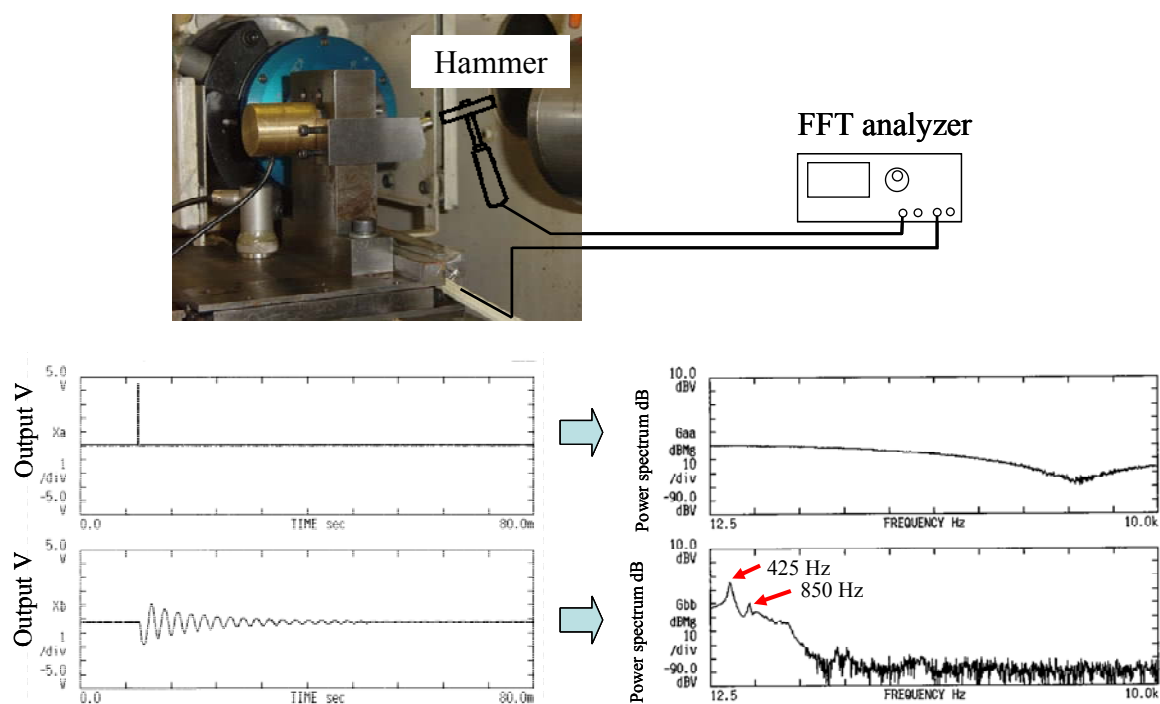 Hammer
FFT analyzer
Output V
5.0
V
Xa
1
/div
-5.0
V
0.0
TIME sec
80.0m
Power spectrum dB
10.0
dBV
Gaa
dBMg
10
/div
-90.0
dBV
12.5
FREQUENCY Hz
10.0k
Output V
5.0
V
Xb
1
/div
-5.0
V
0.0
TIME sec
80.0m
Power spectrum dB
10.0
dBV
Gbb
dBMg
10
/div
-90.0
dBV
425 Hz
850 Hz
12.5
FREQUENCY Hz
10.0k